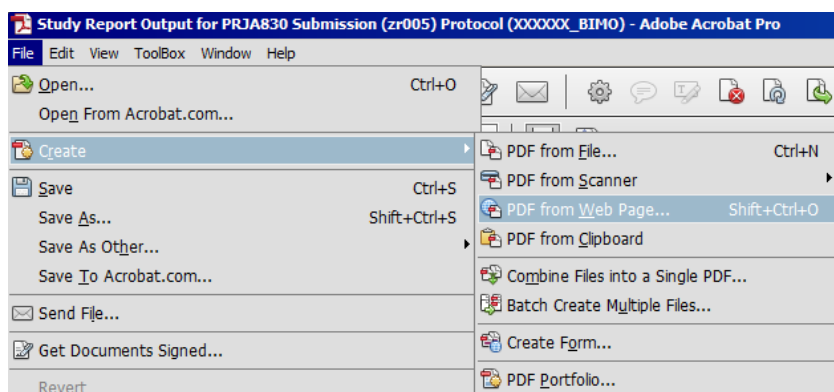 Study Report Output for PRJA830 Submission (zr005) Protocol (XXXXXX_BIMO) - Adobe Acrobat Pro
File Edit View ToolBox Window Help
Open... Ctrl+O
Open From Acrobat.com...
Create
Save Ctrl+S
Save As... Shift+Ctrl+S
Save As Other...
Save To Acrobat.com...
Send File...
Get Documents Signed...
Revert
PDF from File... Ctrl+N
PDF from Scanner
PDF from Web Page... Shift+Ctrl+O
PDF from Clipboard
Combine Files into a Single PDF...
Batch Create Multiple Files...
Create Form...
PDF Portfolio...